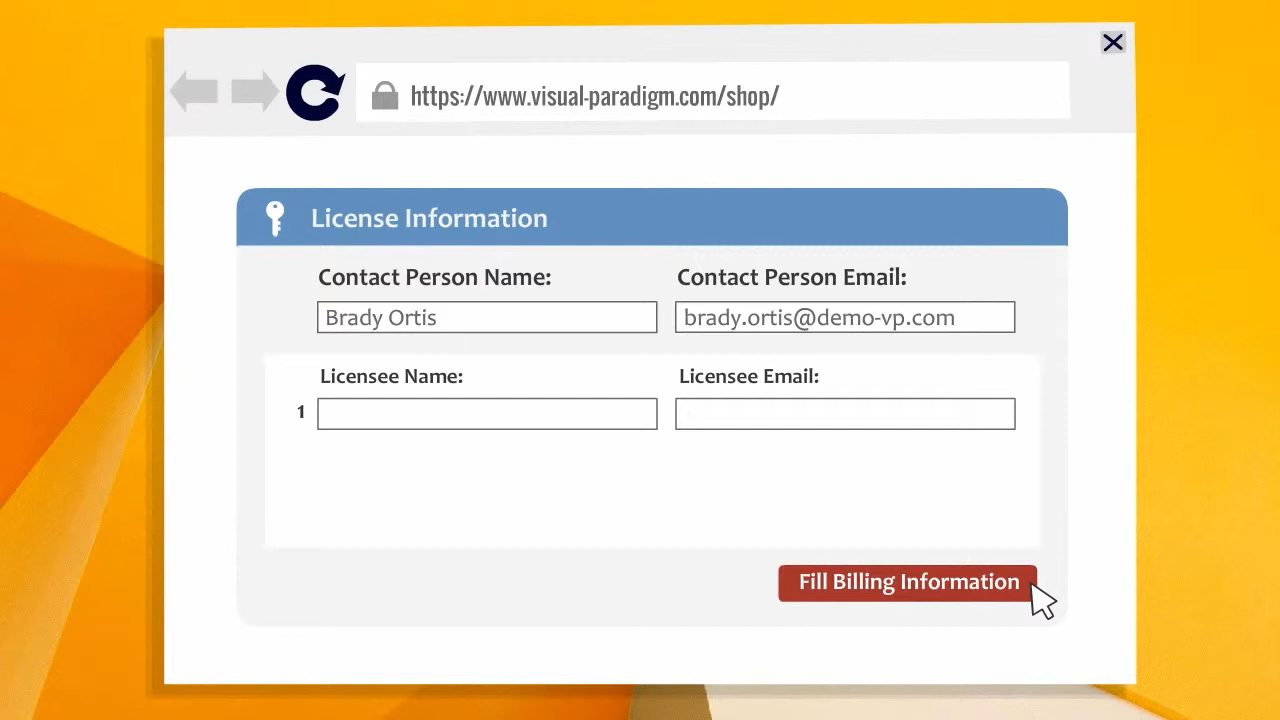 https://www.visual-paradigm.com/shop/
License Information
Contact Person Name: Contact Person Email:
Brady Ortis brady.ortis@demo-vp.com
Licensee Name: Licensee Email:
1
Fill Billing Information